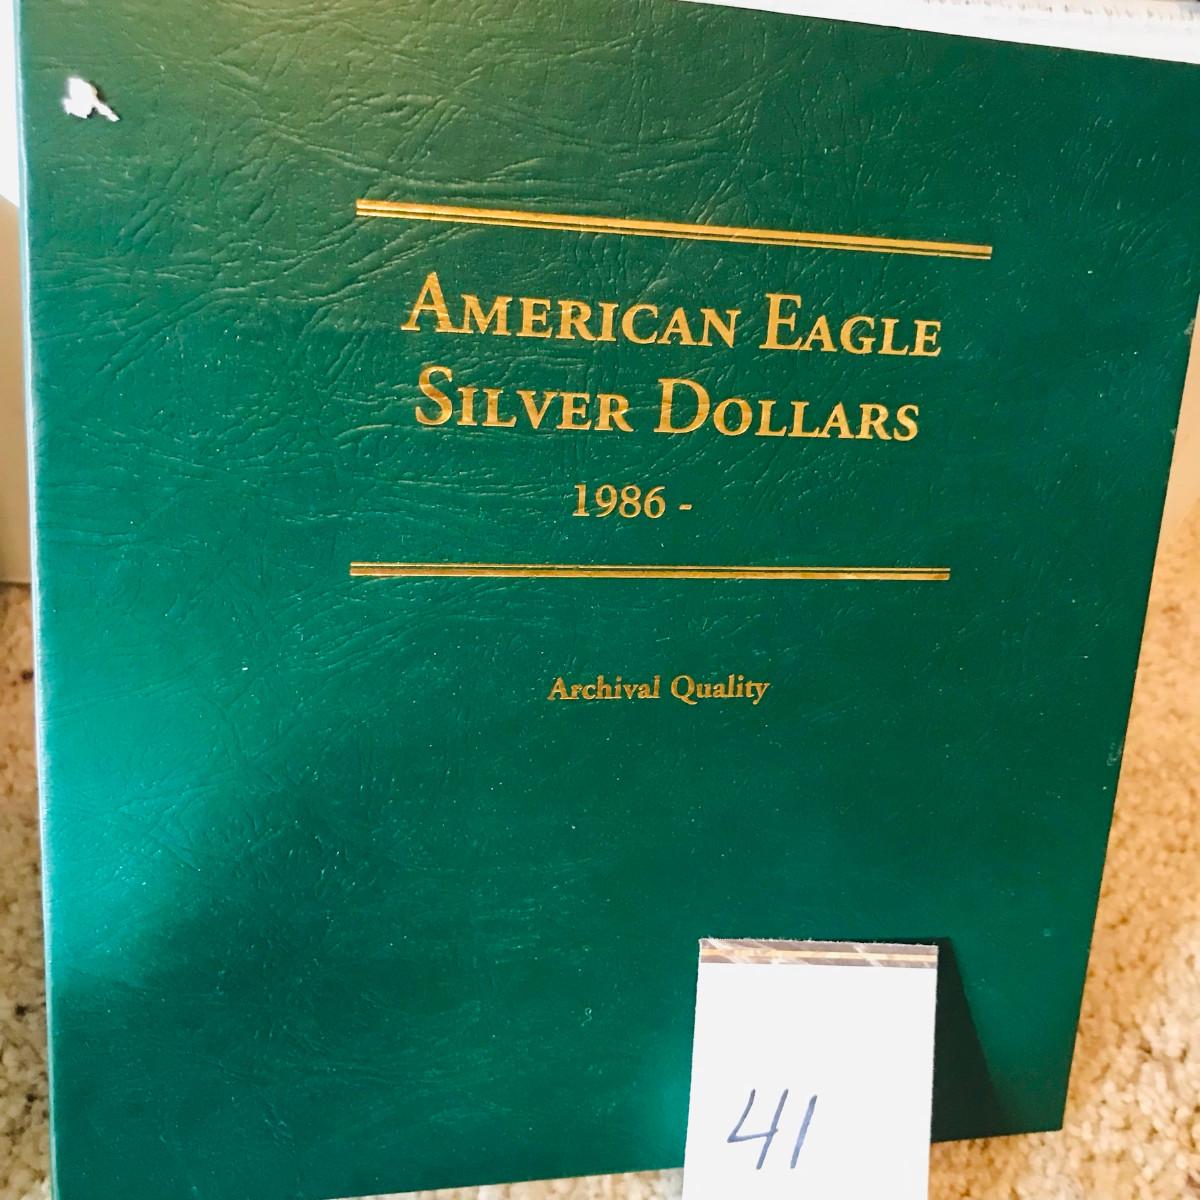 AMERICAN EAGLE
SILVER DOLLARS
1986 -
Archival Quality
41